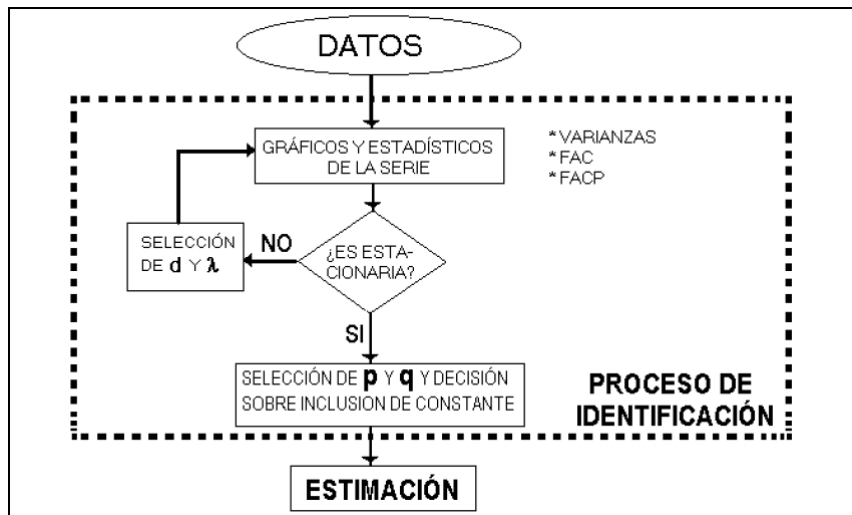 DATOS
GRÁFICOS Y ESTADÍSTICOS
DE LA SERIE
* VARIANZAS
* FAC
* FACP
SELECCIÓN
DE d Y λ
NO
¿ES ESTA-
CIONARIA?
SI
SELECCIÓN DE p Y q Y DECISIÓN
SOBRE INCLUSION DE CONSTANTE
PROCESO DE
IDENTIFICACIÓN
ESTIMACIÓN